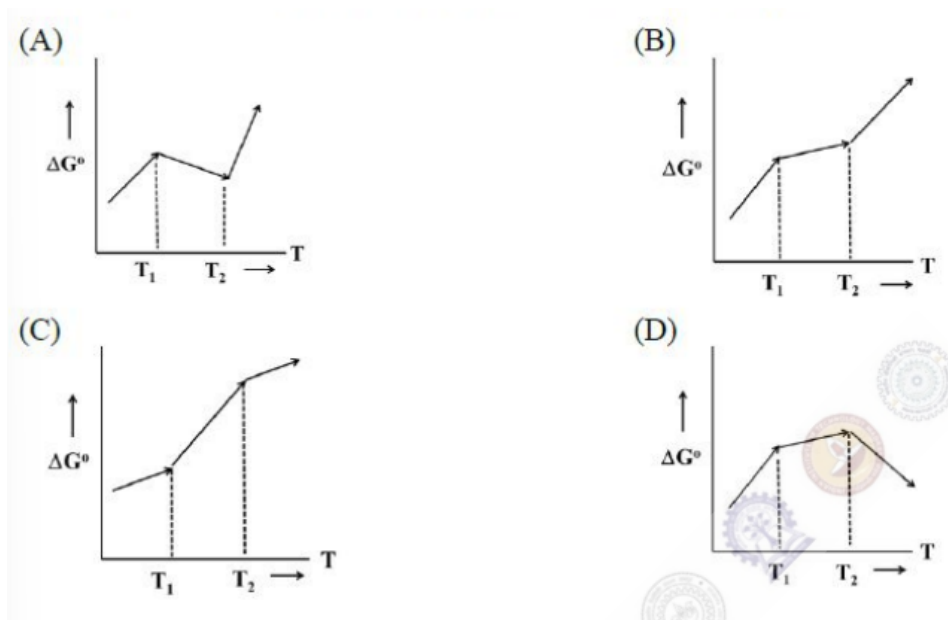 (A)
ΔG°
T
T₁ T₂
(B)
ΔG°
T
T₁ T₂
(C)
ΔG°
T
T₁ T₂
(D)
ΔG°
T
T₁ T₂